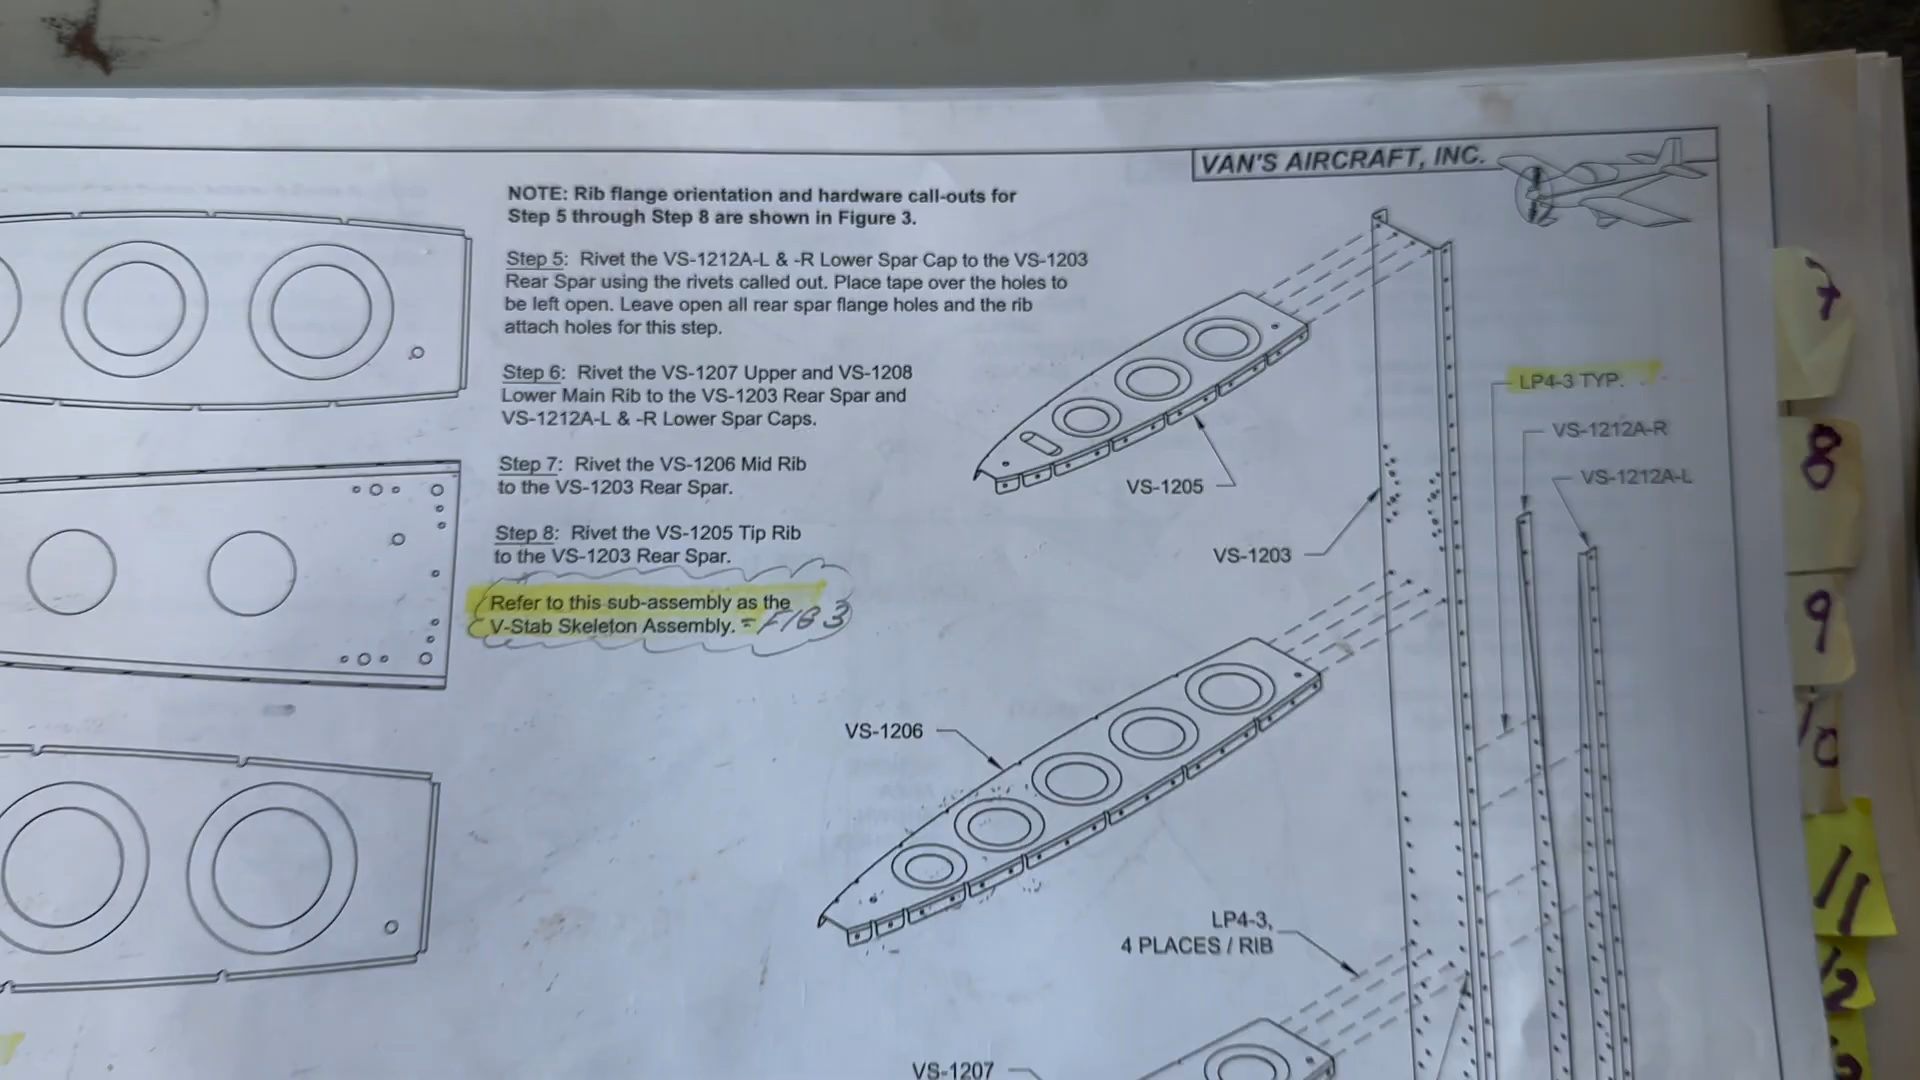 VAN'S AIRCRAFT, INC.
NOTE: Rib flange orientation and hardware call-outs for
Step 5 through Step 8 are shown in Figure 3.
Step 5: Rivet the VS-1212A-L & -R Lower Spar Cap to the VS-1203
Rear Spar using the rivets called out. Place tape over the holes to
be left open. Leave open all rear spar flange holes and the rib
attach holes for this step.
Step 6: Rivet the VS-1207 Upper and VS-1208
Lower Main Rib to the VS-1203 Rear Spar and
VS-1212A-L & -R Lower Spar Caps.
Step 7: Rivet the VS-1206 Mid Rib
to the VS-1203 Rear Spar.
Step 8: Rivet the VS-1205 Tip Rib
to the VS-1203 Rear Spar.
Refer to this sub-assembly as the
V-Stab Skeleton Assembly. = FIG 3
LP4-3 TYP.
VS-1212A-R
VS-1212A-L
VS-1205
VS-1203
VS-1206
LP4-3,
4 PLACES / RIB
VS-1207
7
8
9
10
11
12